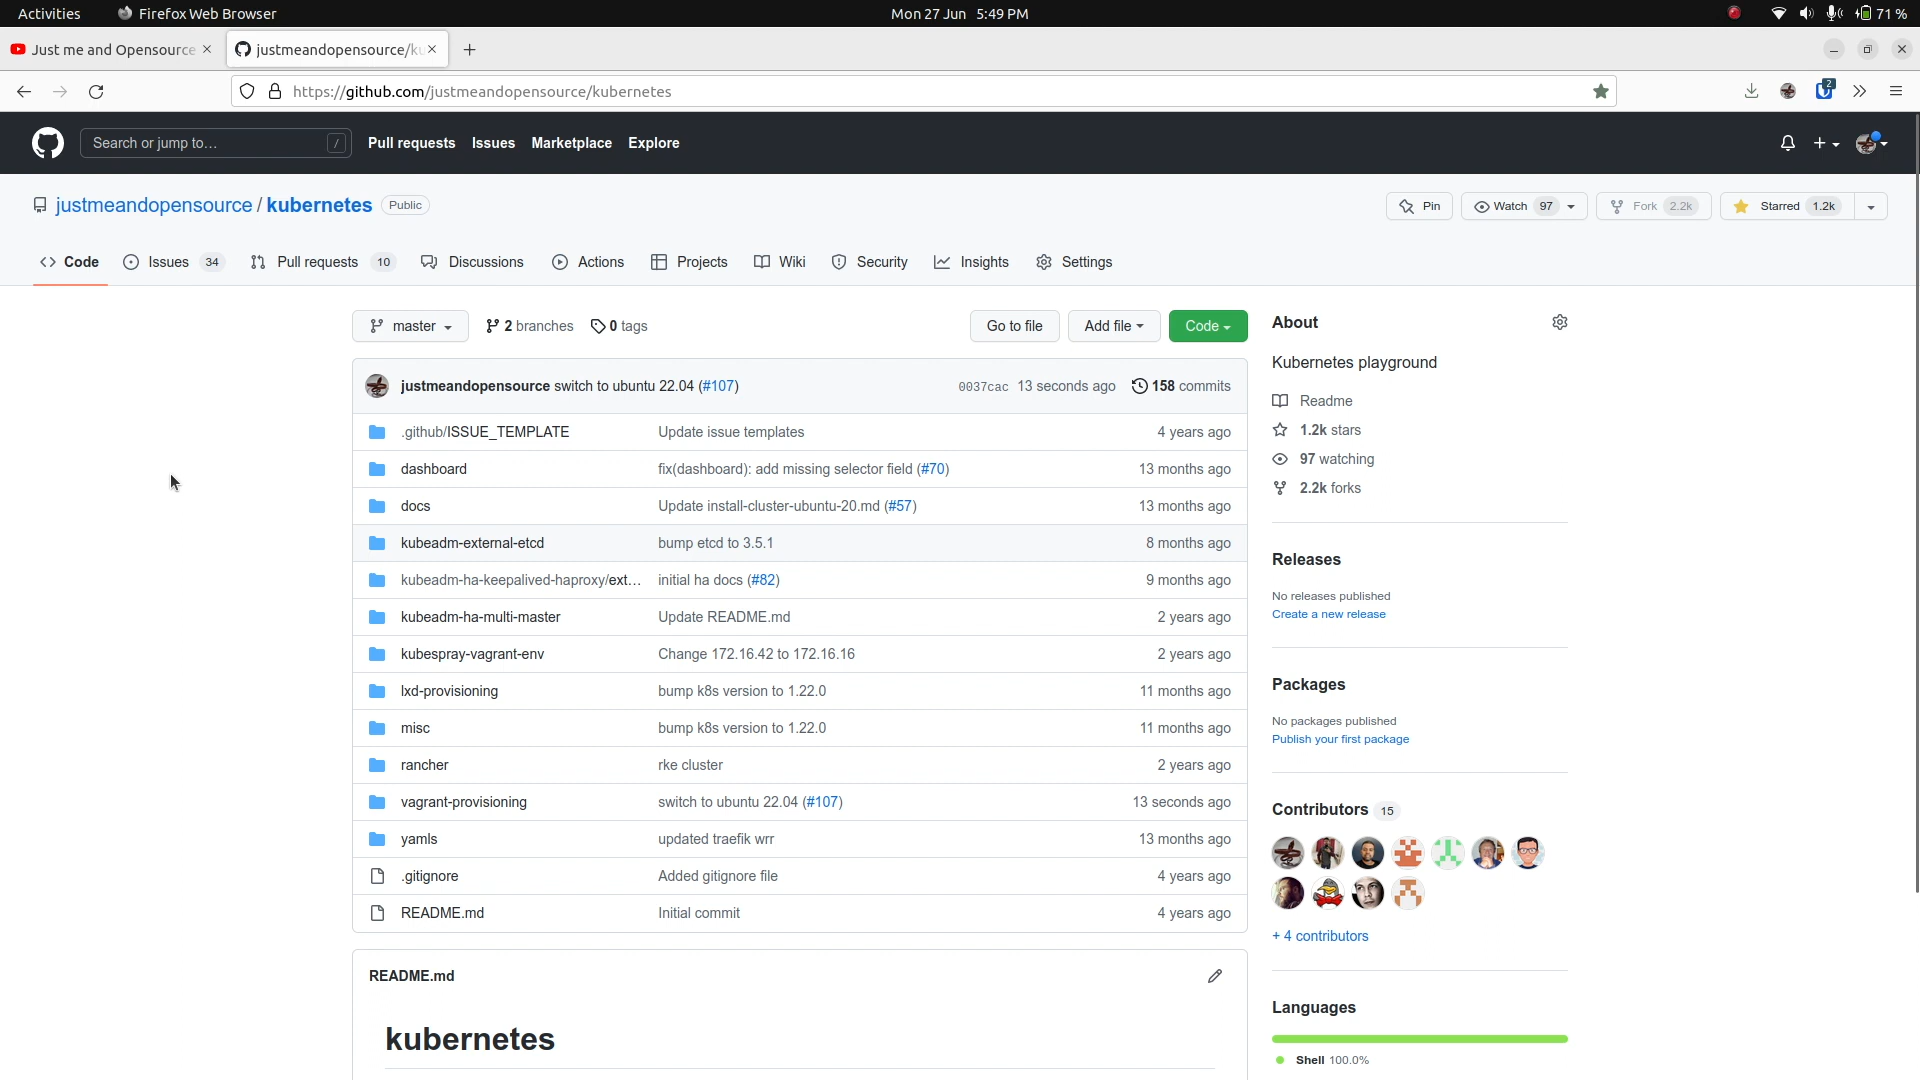 Activities Firefox Web Browser Mon 27 Jun 5:49 PM 71 %
Just me and Opensource justmeandopensource/ku
https://github.com/justmeandopensource/kubernetes 2
Search or jump to… / Pull requests Issues Marketplace Explore
justmeandopensource / kubernetes Public Pin Watch 97 Fork 2.2k Starred 1.2k
Code Issues 34 Pull requests 10 Discussions Actions Projects Wiki Security Insights Settings
master 2 branches 0 tags Go to file Add file Code
justmeandopensource switch to ubuntu 22.04 (#107) 0037cac 13 seconds ago 158 commits
.github/ISSUE_TEMPLATE Update issue templates 4 years ago
dashboard fix(dashboard): add missing selector field (#70) 13 months ago
docs Update install-cluster-ubuntu-20.md (#57) 13 months ago
kubeadm-external-etcd bump etcd to 3.5.1 8 months ago
kubeadm-ha-keepalived-haproxy/ext… initial ha docs (#82) 9 months ago
kubeadm-ha-multi-master Update README.md 2 years ago
kubespray-vagrant-env Change 172.16.42 to 172.16.16 2 years ago
lxd-provisioning bump k8s version to 1.22.0 11 months ago
misc bump k8s version to 1.22.0 11 months ago
rancher rke cluster 2 years ago
vagrant-provisioning switch to ubuntu 22.04 (#107) 13 seconds ago
yamls updated traefik wrr 13 months ago
.gitignore Added gitignore file 4 years ago
README.md Initial commit 4 years ago
README.md
kubernetes
About
Kubernetes playground
Readme
1.2k stars
97 watching
2.2k forks
Releases
No releases published
Create a new release
Packages
No packages published
Publish your first package
Contributors 15
+ 4 contributors
Languages
Shell 100.0%